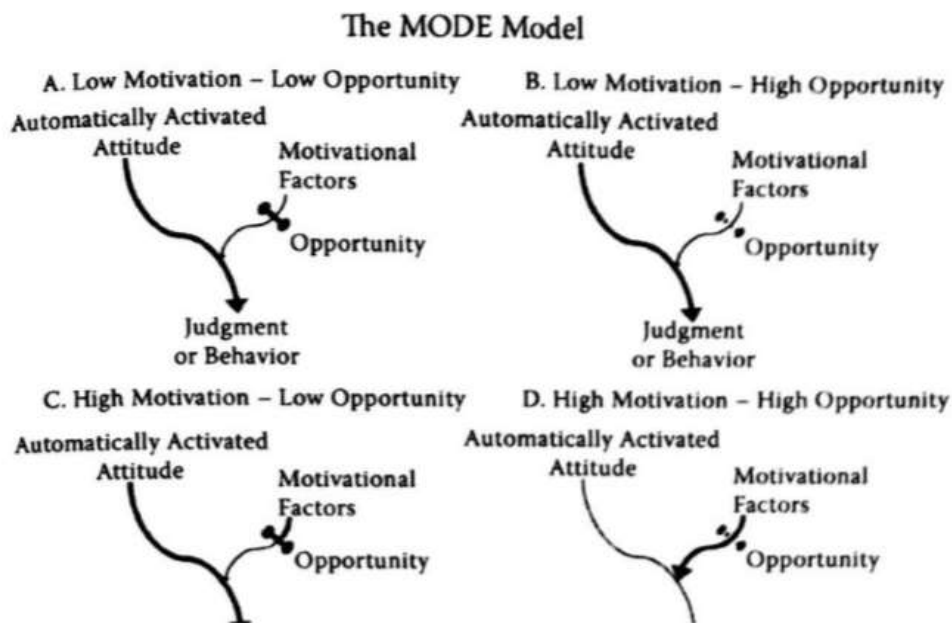 The MODE Model
A. Low Motivation – Low Opportunity
Automatically Activated
Attitude
Motivational
Factors
Opportunity
Judgment
or Behavior
B. Low Motivation – High Opportunity
Automatically Activated
Attitude
Motivational
Factors
Opportunity
Judgment
or Behavior
C. High Motivation – Low Opportunity
Automatically Activated
Attitude
Motivational
Factors
Opportunity
D. High Motivation – High Opportunity
Automatically Activated
Attitude
Motivational
Factors
Opportunity